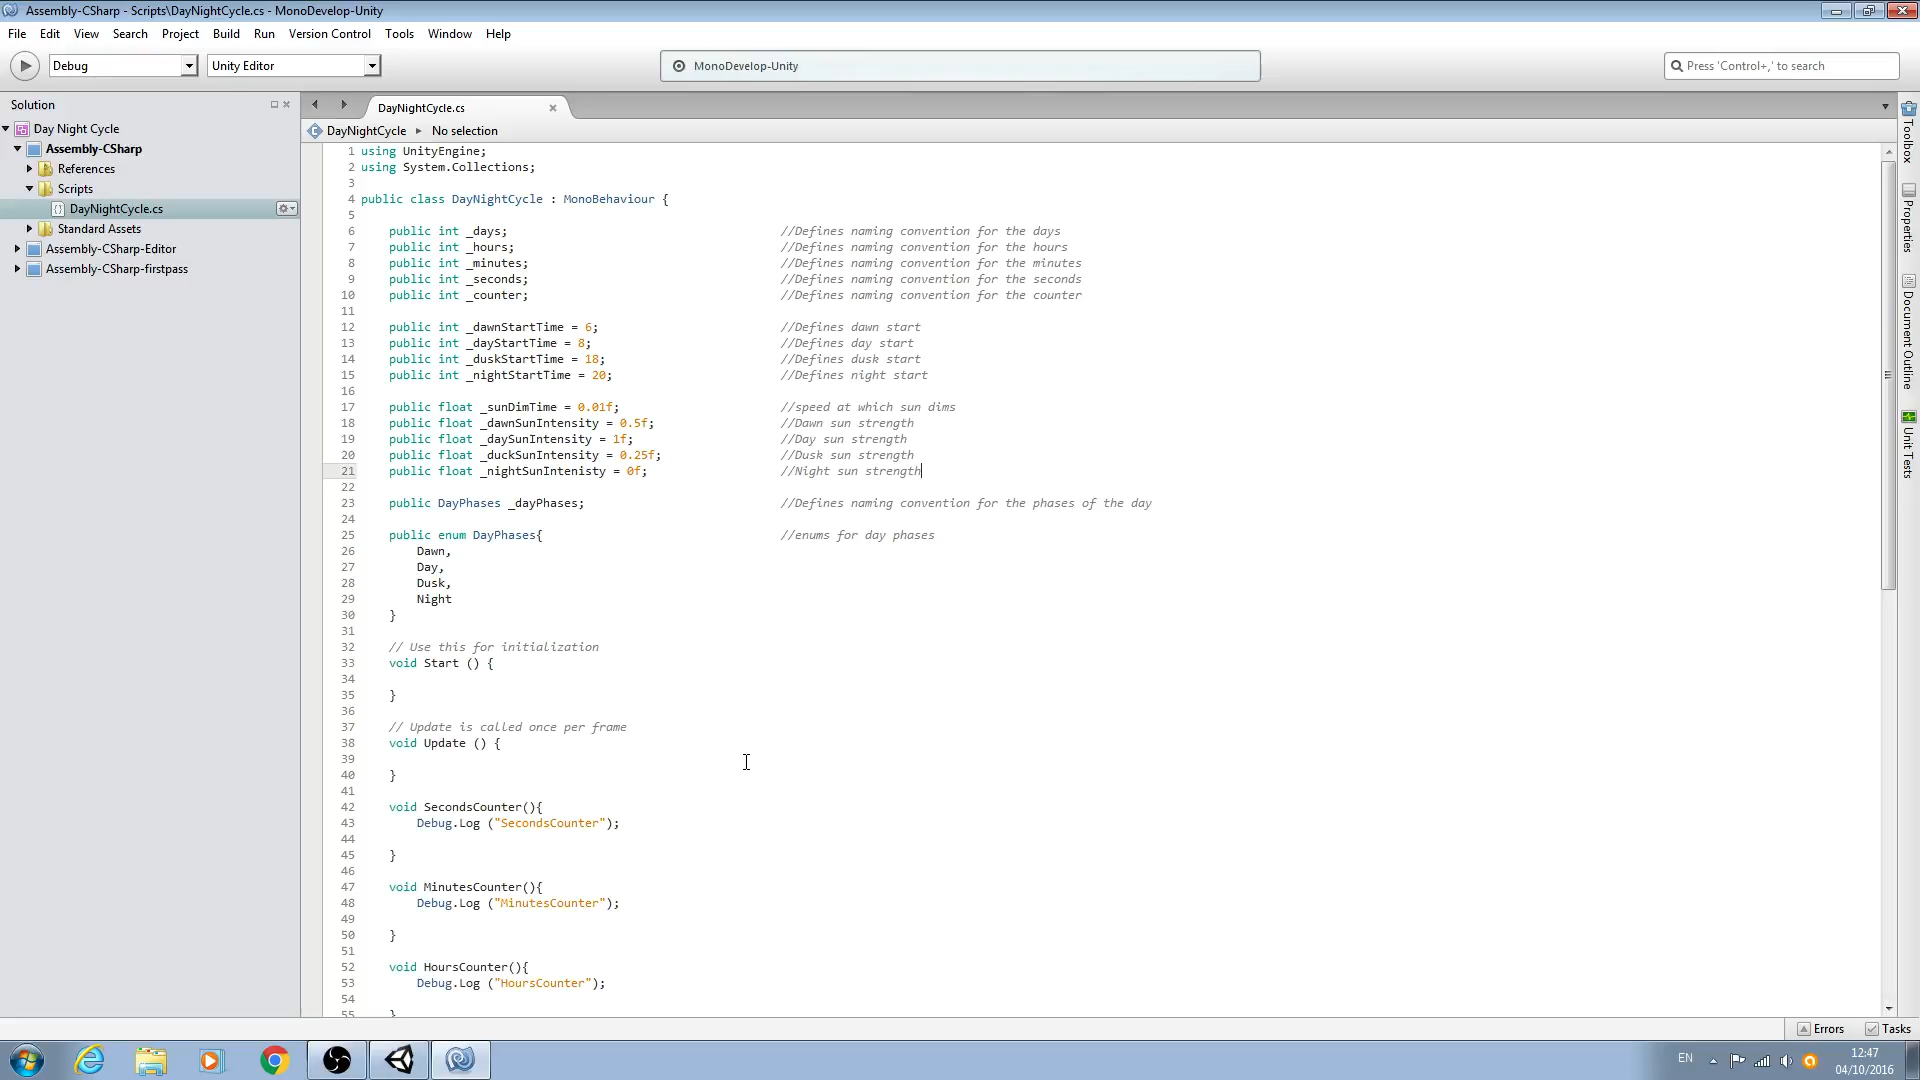 Assembly-CSharp - Scripts\DayNightCycle.cs - MonoDevelop-Unity
File Edit View Search Project Build Run Version Control Tools Window Help
Debug Unity Editor MonoDevelop-Unity Press 'Control+,' to search
Solution
Day Night Cycle
Assembly-CSharp
References
Scripts
DayNightCycle.cs
Standard Assets
Assembly-CSharp-Editor
Assembly-CSharp-firstpass
DayNightCycle.cs
DayNightCycle No selection
1 using UnityEngine;
2 using System.Collections;
3
4 public class DayNightCycle : MonoBehaviour {
5
6 public int _days; //Defines naming convention for the days
7 public int _hours; //Defines naming convention for the hours
8 public int _minutes; //Defines naming convention for the minutes
9 public int _seconds; //Defines naming convention for the seconds
10 public int _counter; //Defines naming convention for the counter
11
12 public int _dawnStartTime = 6; //Defines dawn start
13 public int _dayStartTime = 8; //Defines day start
14 public int _duskStartTime = 18; //Defines dusk start
15 public int _nightStartTime = 20; //Defines night start
16
17 public float _sunDimTime = 0.01f; //speed at which sun dims
18 public float _dawnSunIntensity = 0.5f; //Dawn sun strength
19 public float _daySunIntensity = 1f; //Day sun strength
20 public float _duckSunIntensity = 0.25f; //Dusk sun strength
21 public float _nightSunIntenisty = 0f; //Night sun strength
22
23 public DayPhases _dayPhases; //Defines naming convention for the phases of the day
24
25 public enum DayPhases{ //enums for day phases
26 Dawn,
27 Day,
28 Dusk,
29 Night
30 }
31
32 // Use this for initialization
33 void Start () {
34
35 }
36
37 // Update is called once per frame
38 void Update () {
39
40 }
41
42 void SecondsCounter(){
43 Debug.Log ("SecondsCounter");
44
45 }
46
47 void MinutesCounter(){
48 Debug.Log ("MinutesCounter");
49
50 }
51
52 void HoursCounter(){
53 Debug.Log ("HoursCounter");
54
55 }
Toolbox
Properties
Document Outline
Unit Tests
Errors Tasks
EN
12:47
04/10/2016